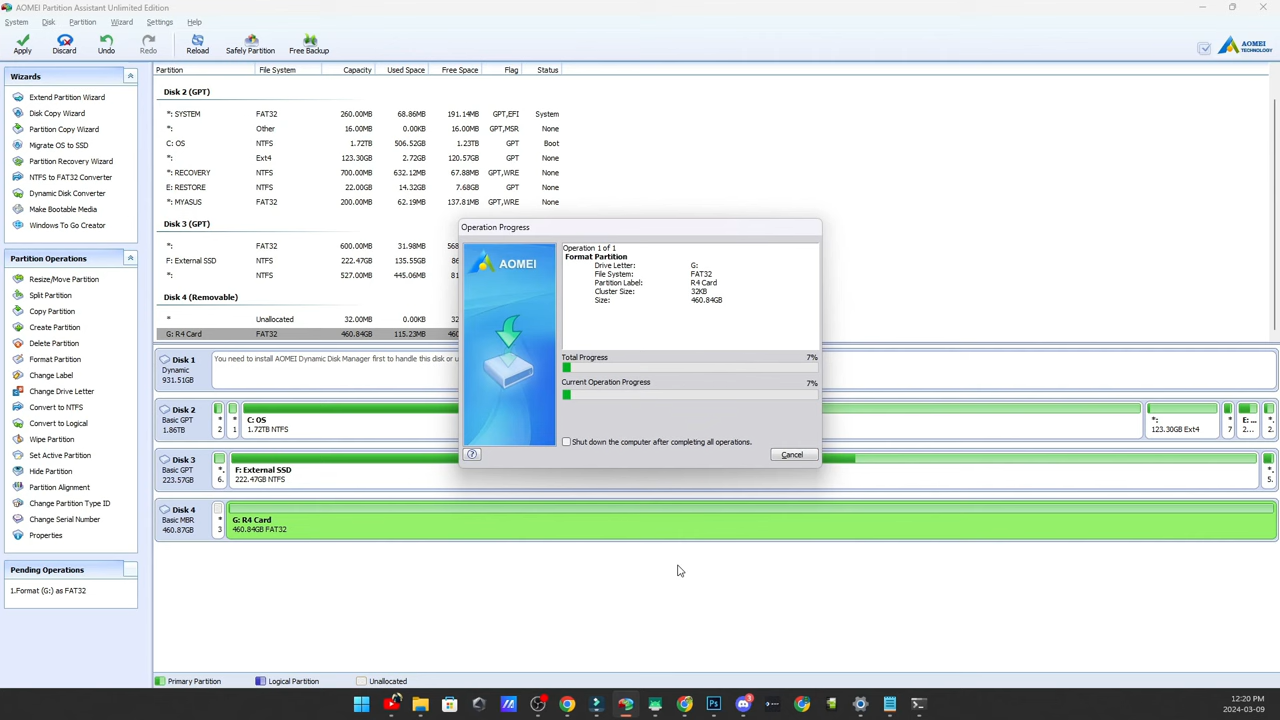 AOMEI Partition Assistant Unlimited Edition
System Disk Partition Wizard Settings Help
Apply Discard Undo Redo Reload Safely Partition Free Backup
AOMEI
TECHNOLOGY
Wizards
Extend Partition Wizard
Disk Copy Wizard
Partition Copy Wizard
Migrate OS to SSD
Partition Recovery Wizard
NTFS to FAT32 Converter
Dynamic Disk Converter
Make Bootable Media
Windows To Go Creator
Partition Operations
Resize/Move Partition
Split Partition
Copy Partition
Create Partition
Delete Partition
Format Partition
Change Label
Change Drive Letter
Convert to NTFS
Convert to Logical
Wipe Partition
Set Active Partition
Hide Partition
Partition Alignment
Change Partition Type ID
Change Serial Number
Properties
Pending Operations
1.Format (G:) as FAT32
Partition File System Capacity Used Space Free Space Flag Status
Disk 2 (GPT)
*: SYSTEM FAT32 260.00MB 68.86MB 191.14MB GPT,EFI System
*: Other 16.00MB 0.00KB 16.00MB GPT,MSR None
C: OS NTFS 1.72TB 506.52GB 1.23TB GPT Boot
*: Ext4 123.30GB 2.72GB 120.57GB GPT None
*: RECOVERY NTFS 700.00MB 632.12MB 67.88MB GPT,WRE None
E: RESTORE NTFS 22.00GB 14.32GB 7.68GB GPT None
*: MYASUS FAT32 200.00MB 62.19MB 137.81MB GPT,WRE None
Disk 3 (GPT)
*: FAT32 600.00MB 31.98MB 568
F: External SSD NTFS 222.47GB 135.55GB 86
*: NTFS 527.00MB 445.06MB 81
Disk 4 (Removable)
* Unallocated 32.00MB 0.00KB 32
G: R4 Card FAT32 460.84GB 115.23MB 460
Operation Progress
AOMEI
Operation 1 of 1
Format Partition
Drive Letter: G:
File System: FAT32
Partition Label: R4 Card
Cluster Size: 32KB
Size: 460.84GB
Total Progress 7%
Current Operation Progress 7%
Shut down the computer after completing all operations.
Cancel
Disk 1
Dynamic
931.51GB
You need to install AOMEI Dynamic Disk Manager first to handle this disk or u
Disk 2
Basic GPT
1.86TB
*
2
*
1
C: OS
1.72TB NTFS
*:
123.30GB Ext4
*
7
E: ...
2...
*.
2.
Disk 3
Basic GPT
223.57GB
*.
6.
F: External SSD
222.47GB NTFS
*.
5.
Disk 4
Basic MBR
460.87GB
*
3
G: R4 Card
460.84GB FAT32
Primary Partition Logical Partition Unallocated
12:20 PM
2024-03-09